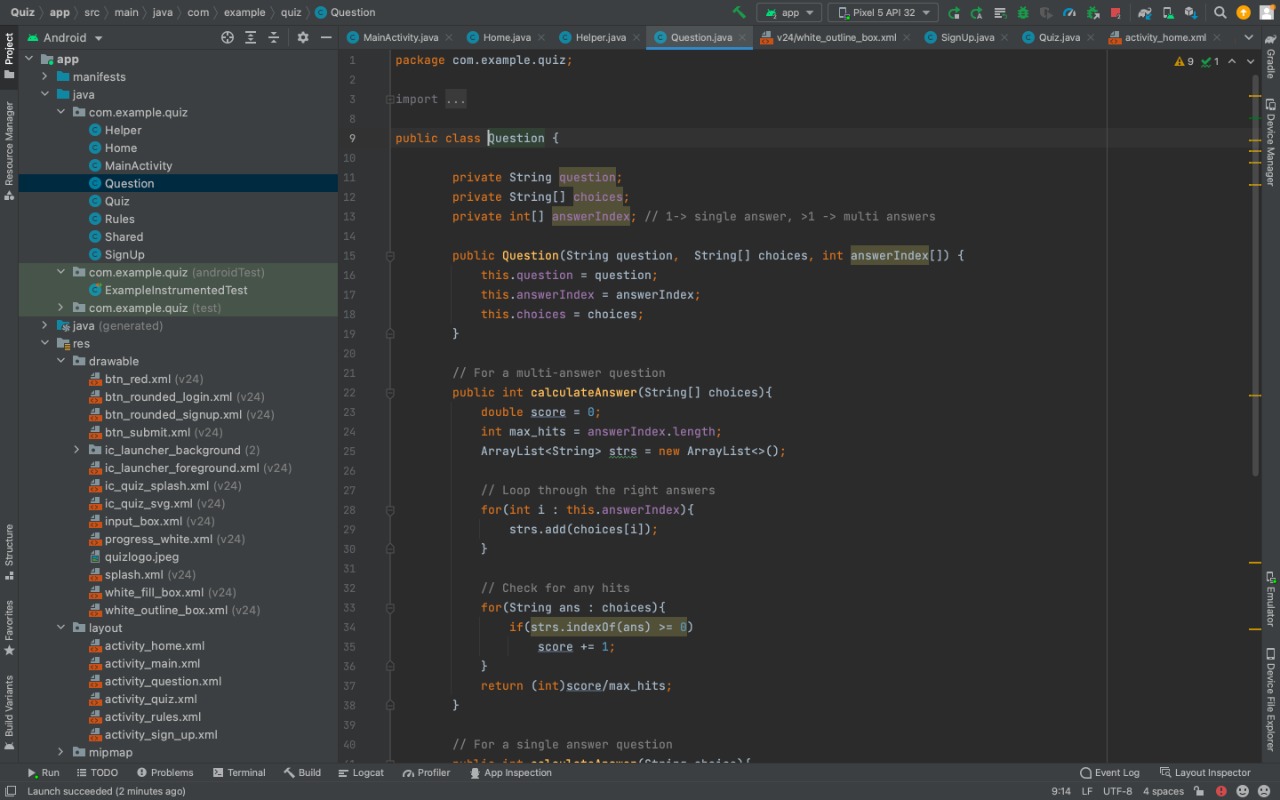 Quiz app src main java com example quiz Question app Pixel 5 API 32
Android MainActivity.java Home.java Helper.java Question.java v24/white_outline_box.xml SignUp.java Quiz.java activity_home.xml
Project
Resource Manager
Structure
Favorites
Build Variants
app
manifests
java
com.example.quiz
Helper
Home
MainActivity
Question
Quiz
Rules
Shared
SignUp
com.example.quiz (androidTest)
ExampleInstrumentedTest
com.example.quiz (test)
java (generated)
res
drawable
btn_red.xml (v24)
btn_rounded_login.xml (v24)
btn_rounded_signup.xml (v24)
btn_submit.xml (v24)
ic_launcher_background (2)
ic_launcher_foreground.xml (v24)
ic_quiz_splash.xml (v24)
ic_quiz_svg.xml (v24)
input_box.xml (v24)
progress_white.xml (v24)
quizlogo.jpeg
splash.xml (v24)
white_fill_box.xml (v24)
white_outline_box.xml (v24)
layout
activity_home.xml
activity_main.xml
activity_question.xml
activity_quiz.xml
activity_rules.xml
activity_sign_up.xml
mipmap
1 package com.example.quiz;
2
3 import ...
8
9 public class Question {
10
11 private String question;
12 private String[] choices;
13 private int[] answerIndex; // 1-> single answer, >1 -> multi answers
14
15 public Question(String question,  String[] choices, int answerIndex[]) {
16 this.question = question;
17 this.answerIndex = answerIndex;
18 this.choices = choices;
19 }
20
21 // For a multi-answer question
22 public int calculateAnswer(String[] choices){
23 double score = 0;
24 int max_hits = answerIndex.length;
25 ArrayList<String> strs = new ArrayList<>();
26
27 // Loop through the right answers
28 for(int i : this.answerIndex){
29 strs.add(choices[i]);
30 }
31
32 // Check for any hits
33 for(String ans : choices){
34 if(strs.indexOf(ans) >= 0)
35 score += 1;
36 }
37 return (int)score/max_hits;
38 }
39
40 // For a single answer question
public int calculateAnswer(String choice){
9 1
Gradle
Device Manager
Emulator
Device File Explorer
Run TODO Problems Terminal Build Logcat Profiler App Inspection Event Log Layout Inspector
Launch succeeded (2 minutes ago) 9:14 LF UTF-8 4 spaces